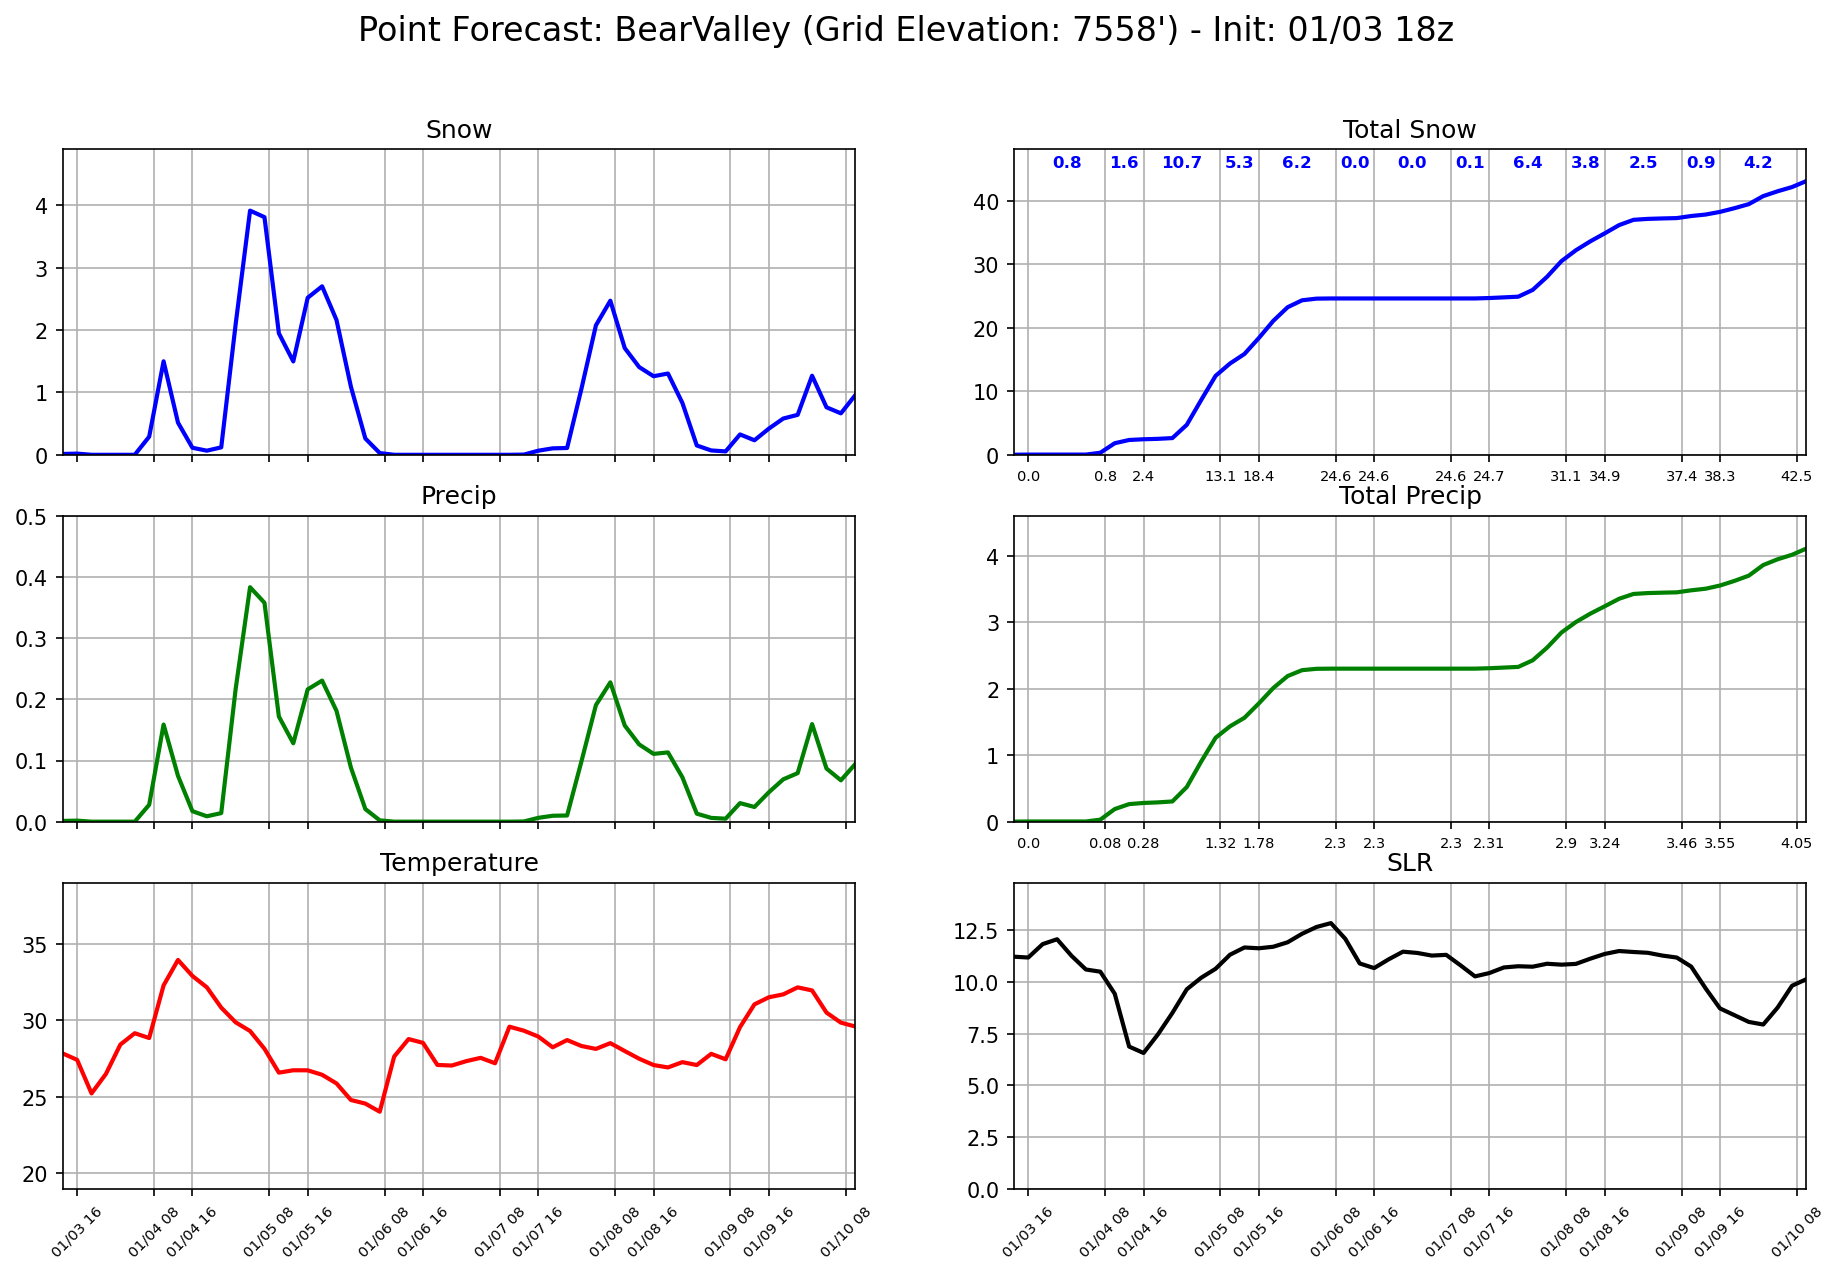 Point Forecast: BearValley (Grid Elevation: 7558') - Init: 01/03 18z
Snow
4
3
2
1
0
Total Snow
0.8 1.6 10.7 5.3 6.2 0.0 0.0 0.1 6.4 3.8 2.5 0.9 4.2
40
30
20
10
0
0.0 0.8 2.4 13.1 18.4 24.6 24.6 24.6 24.7 31.1 34.9 37.4 38.3 42.5
Precip
0.5
0.4
0.3
0.2
0.1
0.0
Total Precip
4
3
2
1
0
0.0 0.08 0.28 1.32 1.78 2.3 2.3 2.3 2.31 2.9 3.24 3.46 3.55 4.05
Temperature
35
30
25
20
01/03 16 01/04 08 01/04 16 01/05 08 01/05 16 01/06 08 01/06 16 01/07 08 01/07 16 01/08 08 01/08 16 01/09 08 01/09 16 01/10 08
SLR
12.5
10.0
7.5
5.0
2.5
0.0
01/03 16 01/04 08 01/04 16 01/05 08 01/05 16 01/06 08 01/06 16 01/07 08 01/07 16 01/08 08 01/08 16 01/09 08 01/09 16 01/10 08